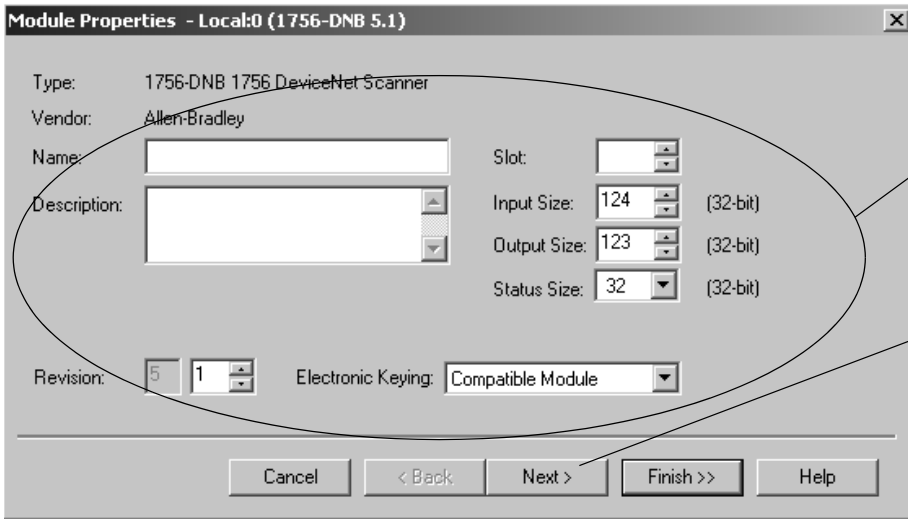 Module Properties - Local:0 (1756-DNB 5.1)
Type: 1756-DNB 1756 DeviceNet Scanner
Vendor: Allen-Bradley
Name: Slot:
Description: Input Size: 124 (32-bit)
Output Size: 123 (32-bit)
Status Size: 32 (32-bit)
Revision: 5 1 Electronic Keying: Compatible Module
Cancel < Back Next > Finish >> Help